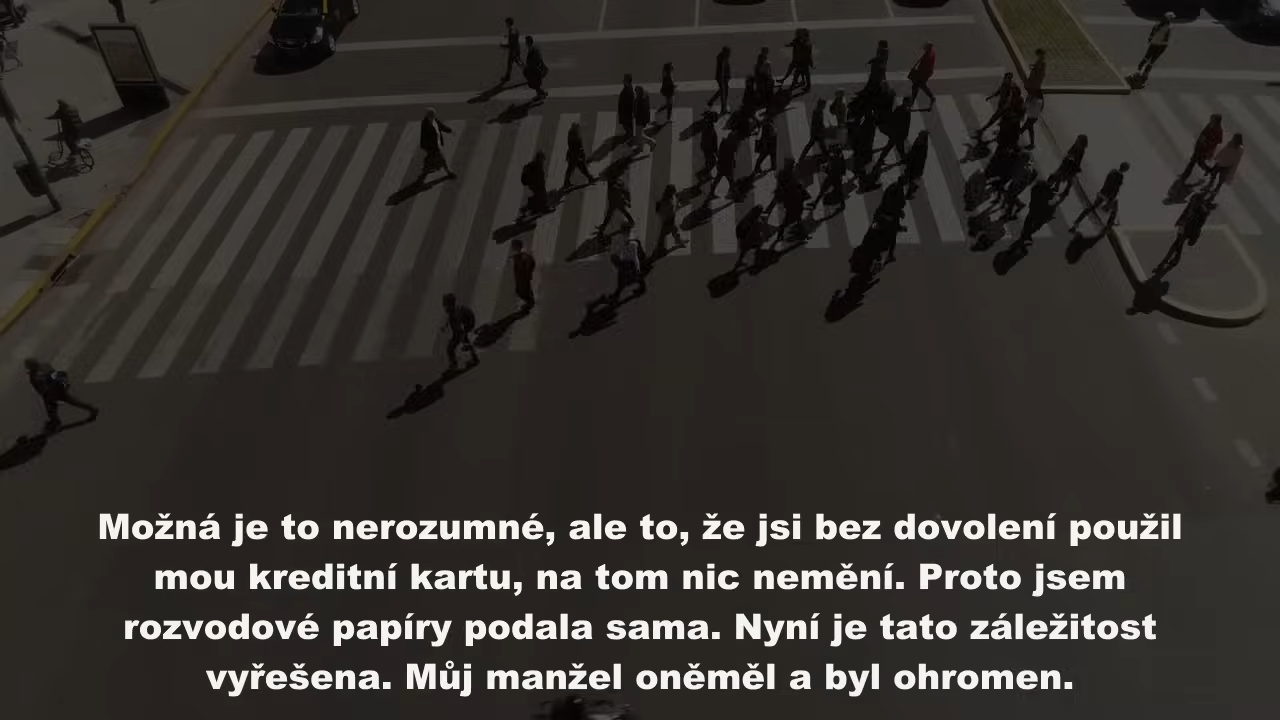 Možná je to nerozumné, ale to, že jsi bez dovolení použil
mou kreditní kartu, na tom nic nemění. Proto jsem
rozvodové papíry podala sama. Nyní je tato záležitost
vyřešena. Můj manžel oněměl a byl ohromen.